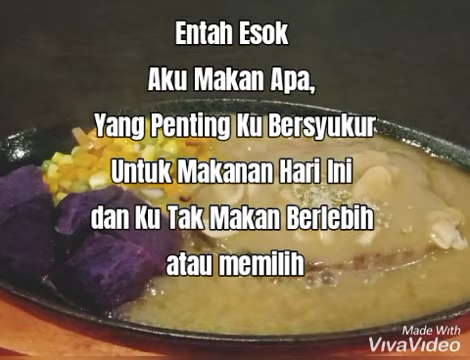 Entah Esok
Aku Makan Apa,
Yang Penting Ku Bersyukur
Untuk Makanan Hari Ini
dan Ku Tak Makan Berlebih
atau memilih
Made With
VivaVideo